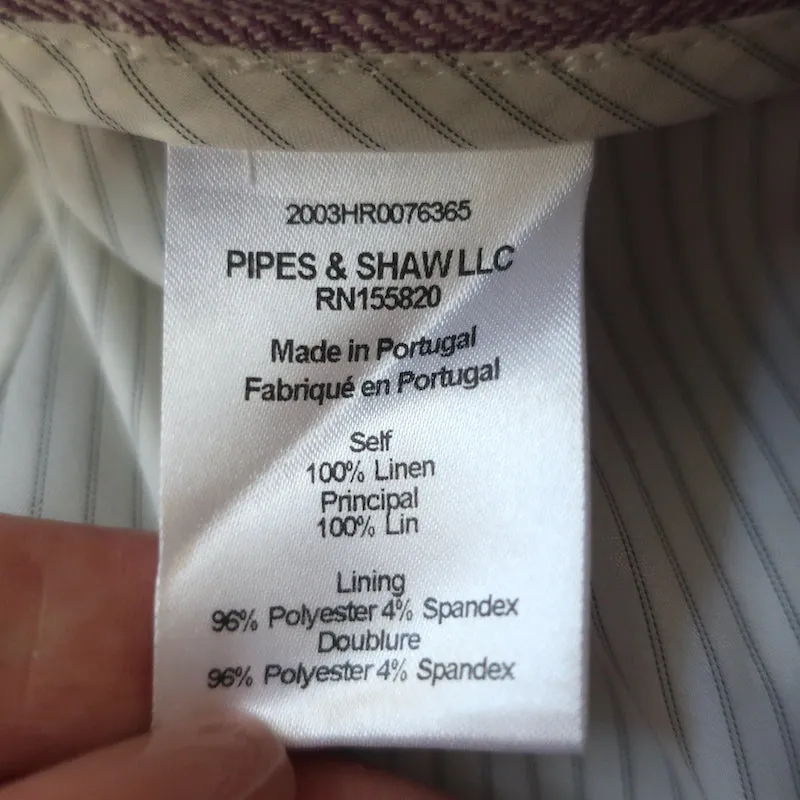 2003HR0076365
PIPES & SHAW LLC
RN155820
Made in Portugal
Fabriqué en Portugal
Self
100% Linen
Principal
100% Lin
Lining
96% Polyester 4% Spandex
Doublure
96% Polyester 4% Spandex